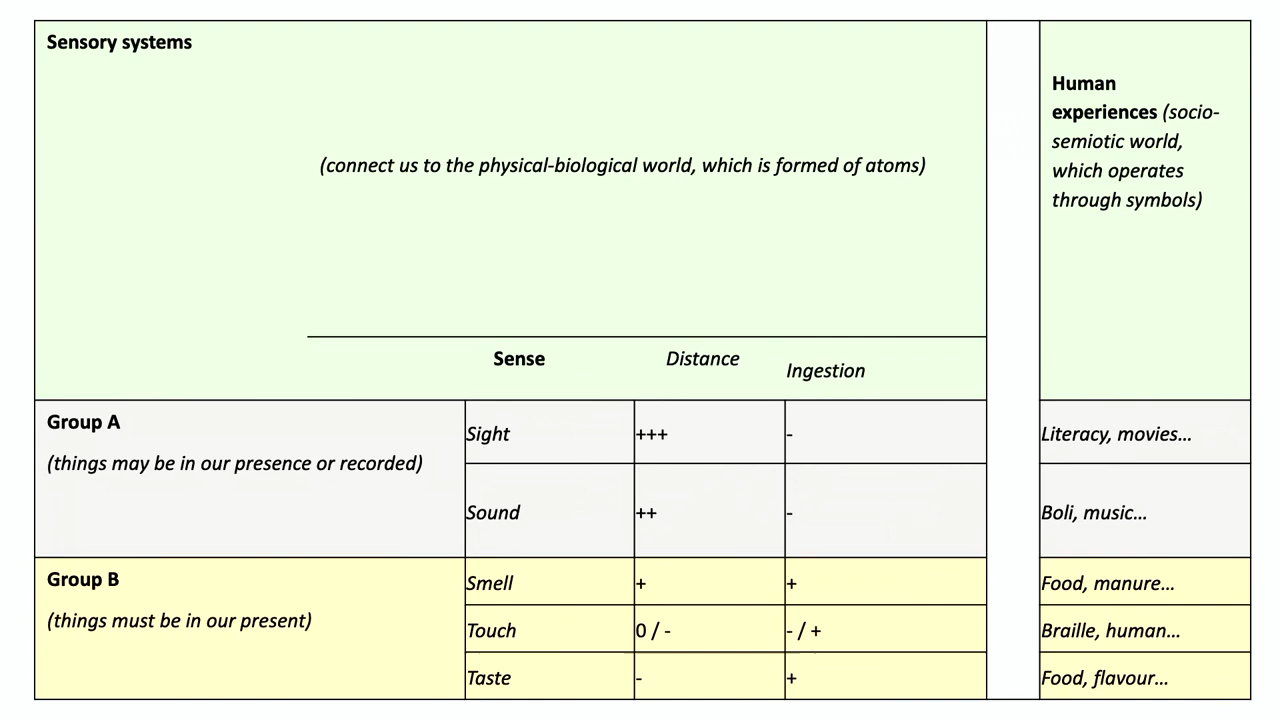 Sensory systems
(connect us to the physical-biological world, which is formed of atoms)
Human
experiences (socio-
semiotic world,
which operates
through symbols)
Sense Distance Ingestion
Group A
(things may be in our presence or recorded)
Sight +++ - Literacy, movies...
Sound ++ - Boli, music...
Group B
(things must be in our present)
Smell + + Food, manure...
Touch 0 / - - / + Braille, human...
Taste - + Food, flavour...